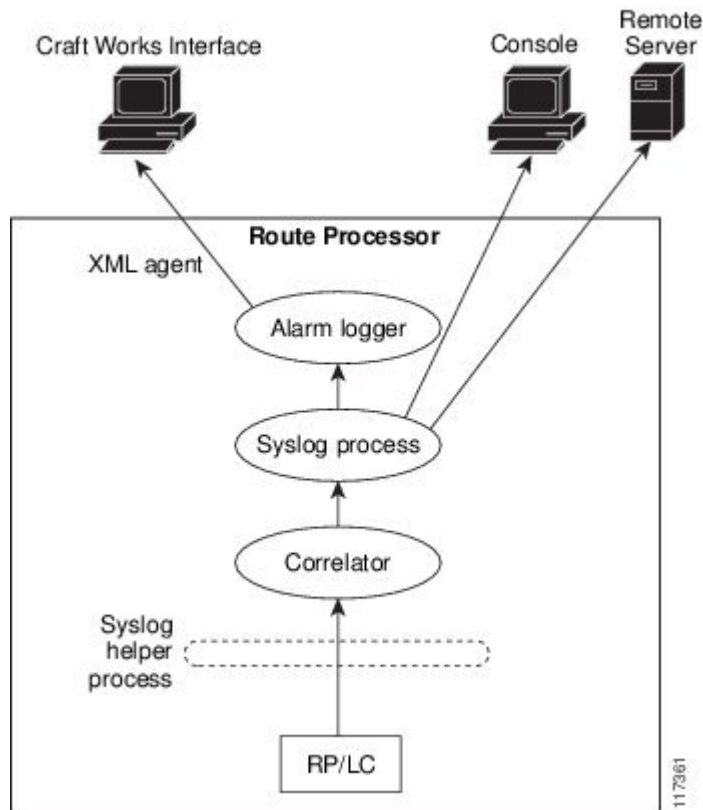 Craft Works Interface
Console
Remote
Server
Route Processor
XML agent
Alarm logger
Syslog process
Correlator
Syslog
helper
process
RP/LC
117361